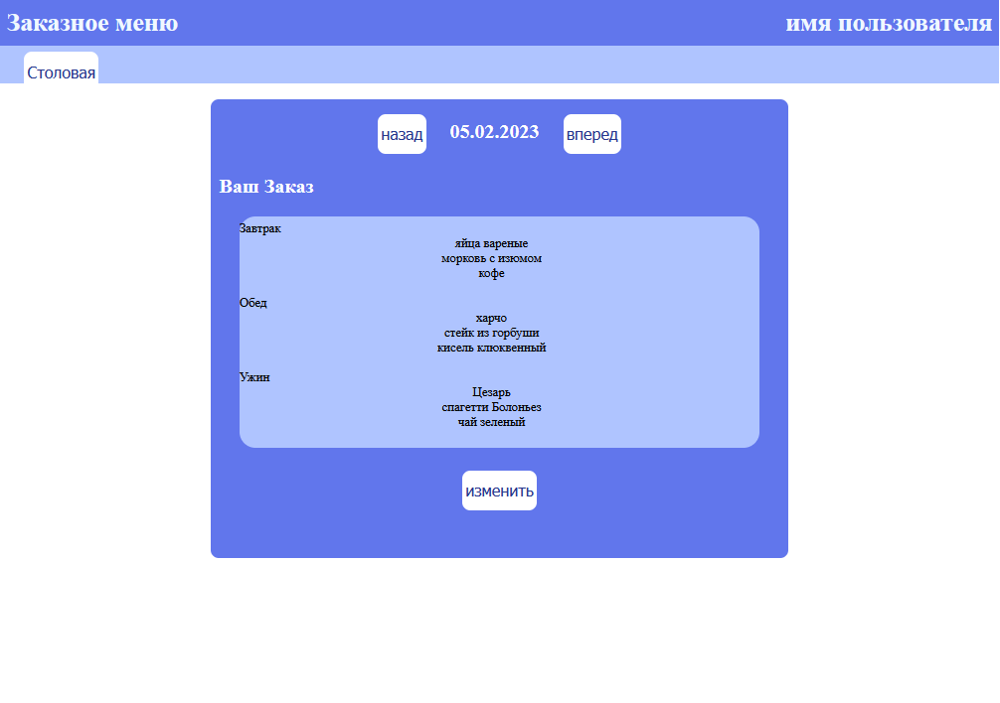 Заказное меню имя пользователя
Столовая
назад 05.02.2023 вперед
Ваш Заказ
Завтрак
яйца вареные
морковь с изюмом
кофе
Обед
харчо
стейк из горбуши
кисель клюквенный
Ужин
Цезарь
спагетти Болоньез
чай зеленый
изменить